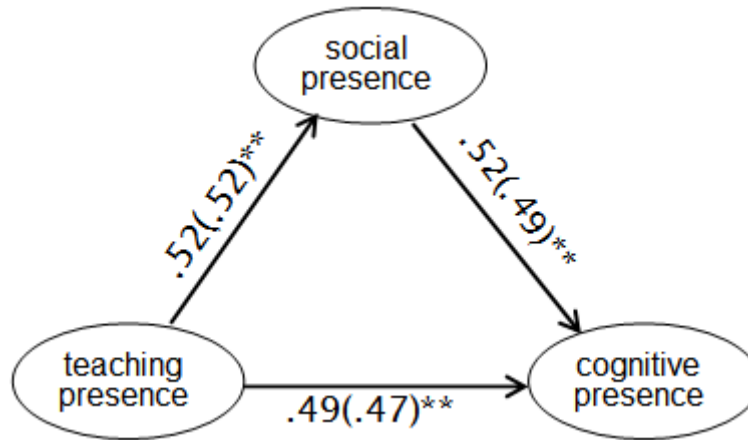 social
presence
.52(.52)**
.52(.49)**
teaching
presence
cognitive
presence
.49(.47)**